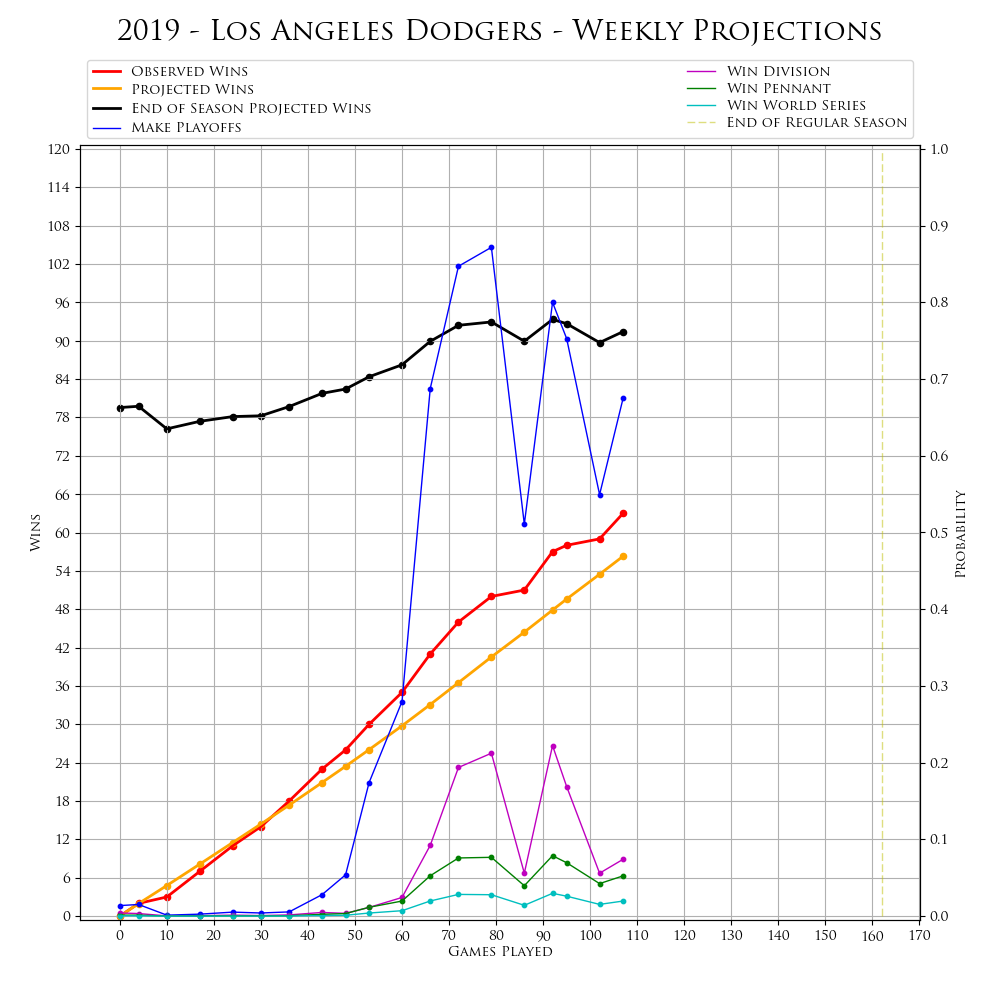 2019 - Los Angeles Dodgers - Weekly Projections
Observed Wins
Projected Wins
End of Season Projected Wins
Make Playoffs
Win Division
Win Pennant
Win World Series
End of Regular Season
120
114
108
102
96
90
84
78
72
66
60
54
48
42
36
30
24
18
12
6
0
Wins
1.0
0.9
0.8
0.7
0.6
0.5
0.4
0.3
0.2
0.1
0.0
Probability
0 10 20 30 40 50 60 70 80 90 100 110 120 130 140 150 160 170
Games Played